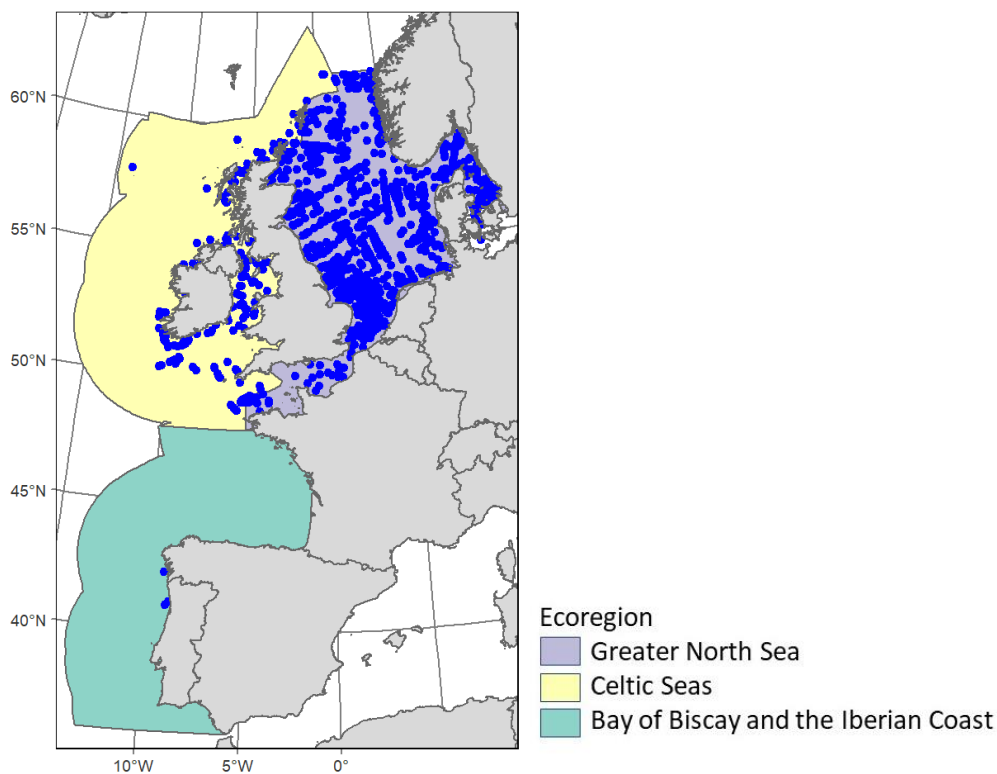 60°N
55°N
50°N
45°N
40°N
10°W 5°W 0°
Ecoregion
Greater North Sea
Celtic Seas
Bay of Biscay and the Iberian Coast